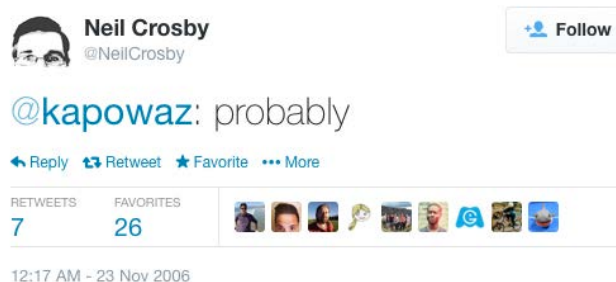 Neil Crosby
@NeilCrosby
Follow
@kapowaz: probably
Reply Retweet Favorite More
RETWEETS FAVORITES
7 26
12:17 AM - 23 Nov 2006